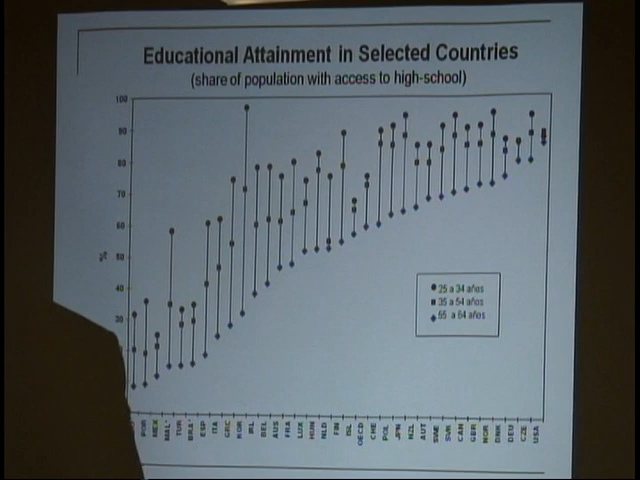 Educational Attainment in Selected Countries
(share of population with access to high-school)
100
90
80
70
60
50
40
30
%
25 a 34 años
35 a 54 años
55 a 64 años
POR
MEX
MAL*
TUR
BRA*
ESP
ITA
GRC
KOR
IRL
BEL
AUS
FRA
LUX
HUN
NLD
FIN
ISL
OECD
CHE
POL
JPN
NZL
AUT
SWE
SVK
CAN
GBR
NOR
DNK
DEU
CZE
USA